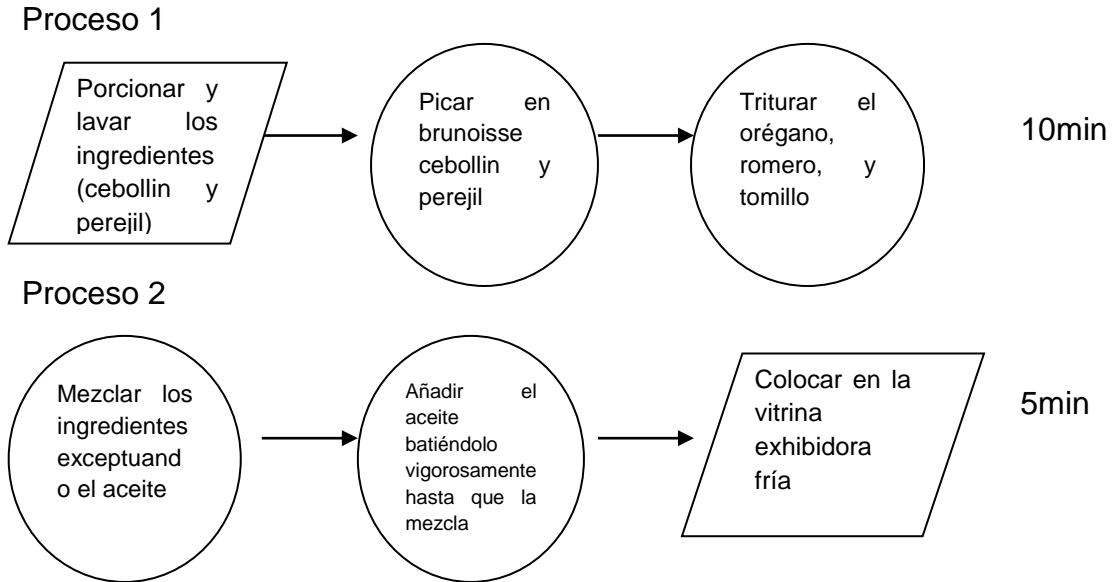 Proceso 1
Porcionar y
lavar los
ingredientes
(cebollin y
perejil)
Picar en
brunoisse
cebollin y
perejil
Triturar el
orégano,
romero, y
tomillo
10min
Proceso 2
Mezclar los
ingredientes
exceptuand
o el aceite
Añadir el
aceite
batiéndolo
vigorosamente
hasta que la
mezcla
Colocar en la
vitrina
exhibidora
fría
5min